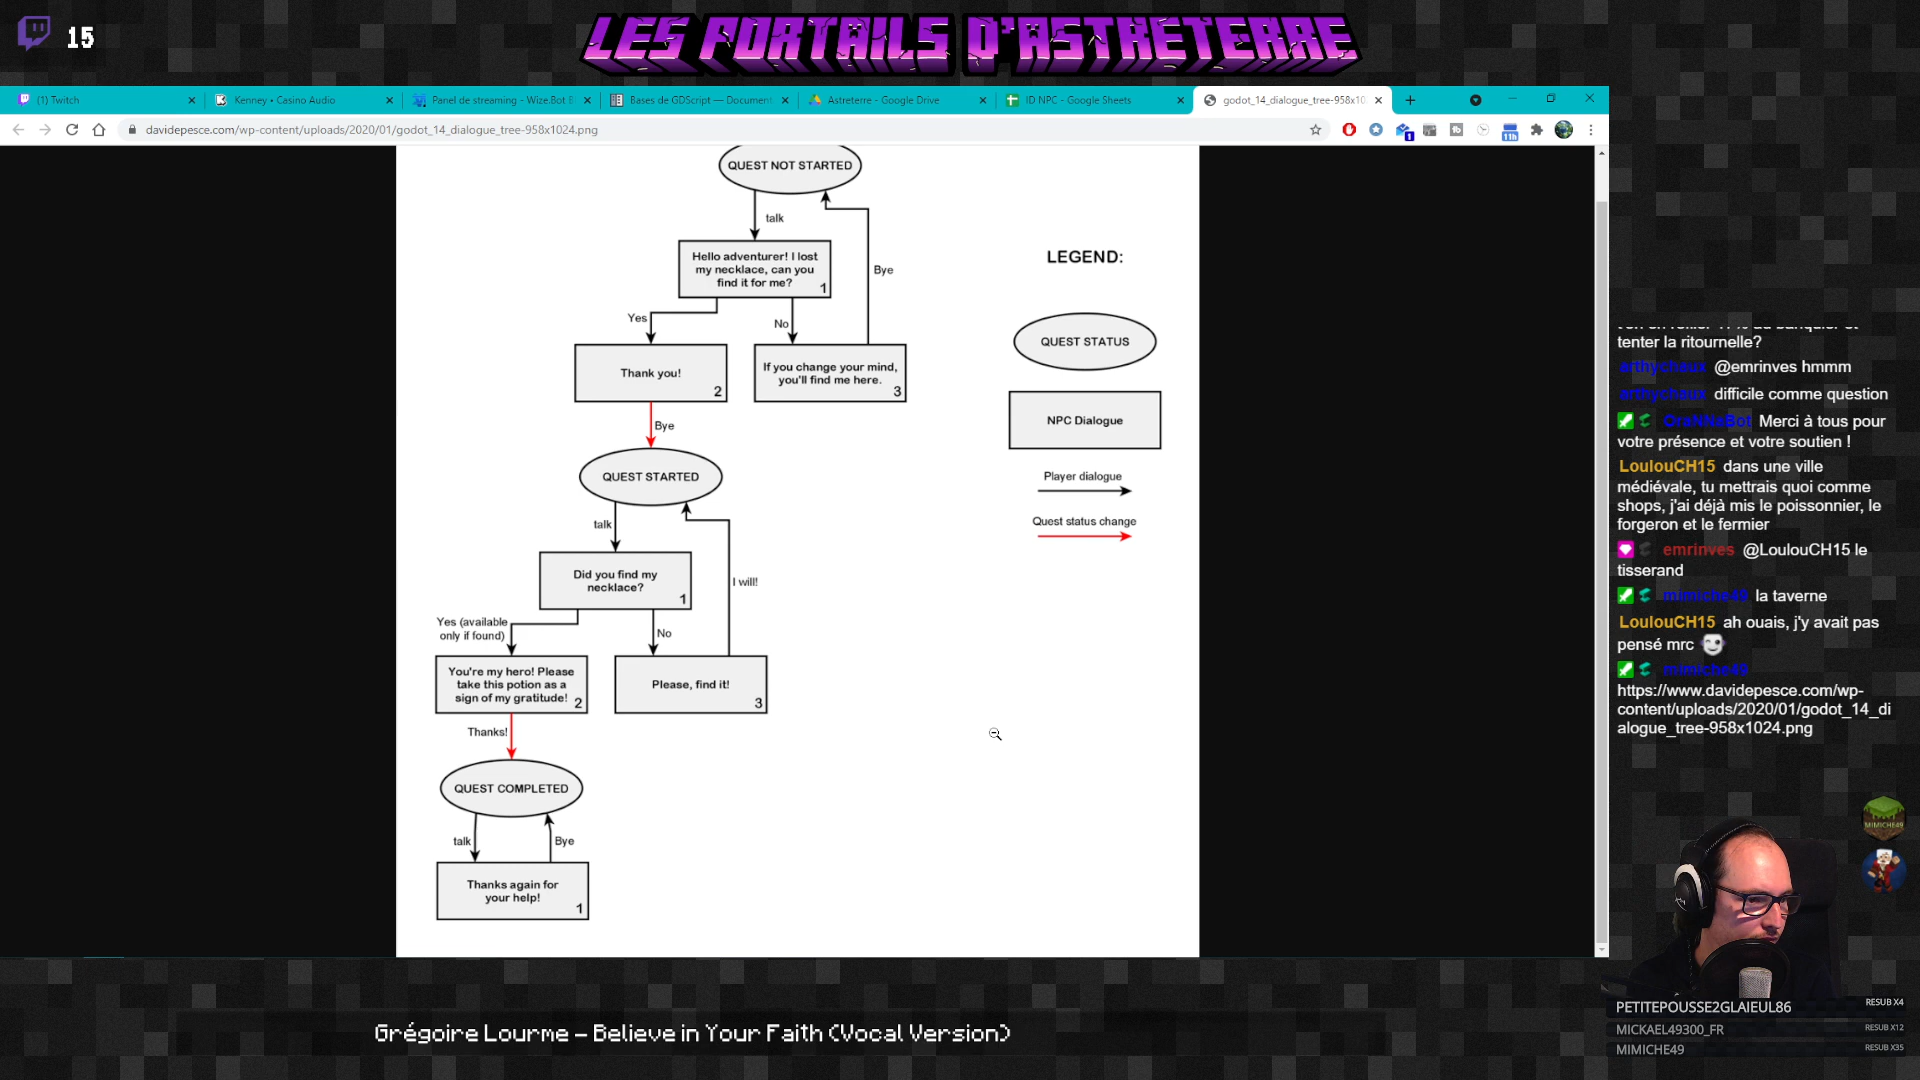 15
LES PORTAILS D'ASTRETERRE
(1) Twitch
Kenney • Casino Audio
Panel de streaming - Wize.Bot B
Bases de GDScript — Document
Astreterre - Google Drive
ID NPC - Google Sheets
godot_14_dialogue_tree-958x10
davidepesce.com/wp-content/uploads/2020/01/godot_14_dialogue_tree-958x1024.png
1
11h
QUEST NOT STARTED
talk
Bye
Hello adventurer! I lost
my necklace, can you
find it for me?
1
Yes
No
Thank you!
2
If you change your mind,
you'll find me here.
3
Bye
QUEST STARTED
talk
I will!
Did you find my
necklace?
1
Yes (available
only if found)
No
You're my hero! Please
take this potion as a
sign of my gratitude!
2
Please, find it!
3
Thanks!
QUEST COMPLETED
talk
Bye
Thanks again for
your help!
1
LEGEND:
QUEST STATUS
NPC Dialogue
Player dialogue
Quest status change
tenter la ritournelle?
arthychaux @emrinves hmmm
arthychaux difficile comme question
OraNNaBot Merci à tous pour
votre présence et votre soutien !
LoulouCH15 dans une ville
médiévale, tu mettrais quoi comme
shops, j'ai déjà mis le poissonnier, le
forgeron et le fermier
emrinves @LoulouCH15 le
tisserand
mimiche49 la taverne
LoulouCH15 ah ouais, j'y avait pas
pensé mrc
mimiche49
https://www.davidepesce.com/wp-
content/uploads/2020/01/godot_14_di
alogue_tree-958x1024.png
MIMICHE49
PETITEPOUSSE2GLAIEUL86 RESUB X4
MICKAEL49300_FR RESUB X12
MIMICHE49 RESUB X35
Grégoire Lourme – Believe in Your Faith (Vocal Version)